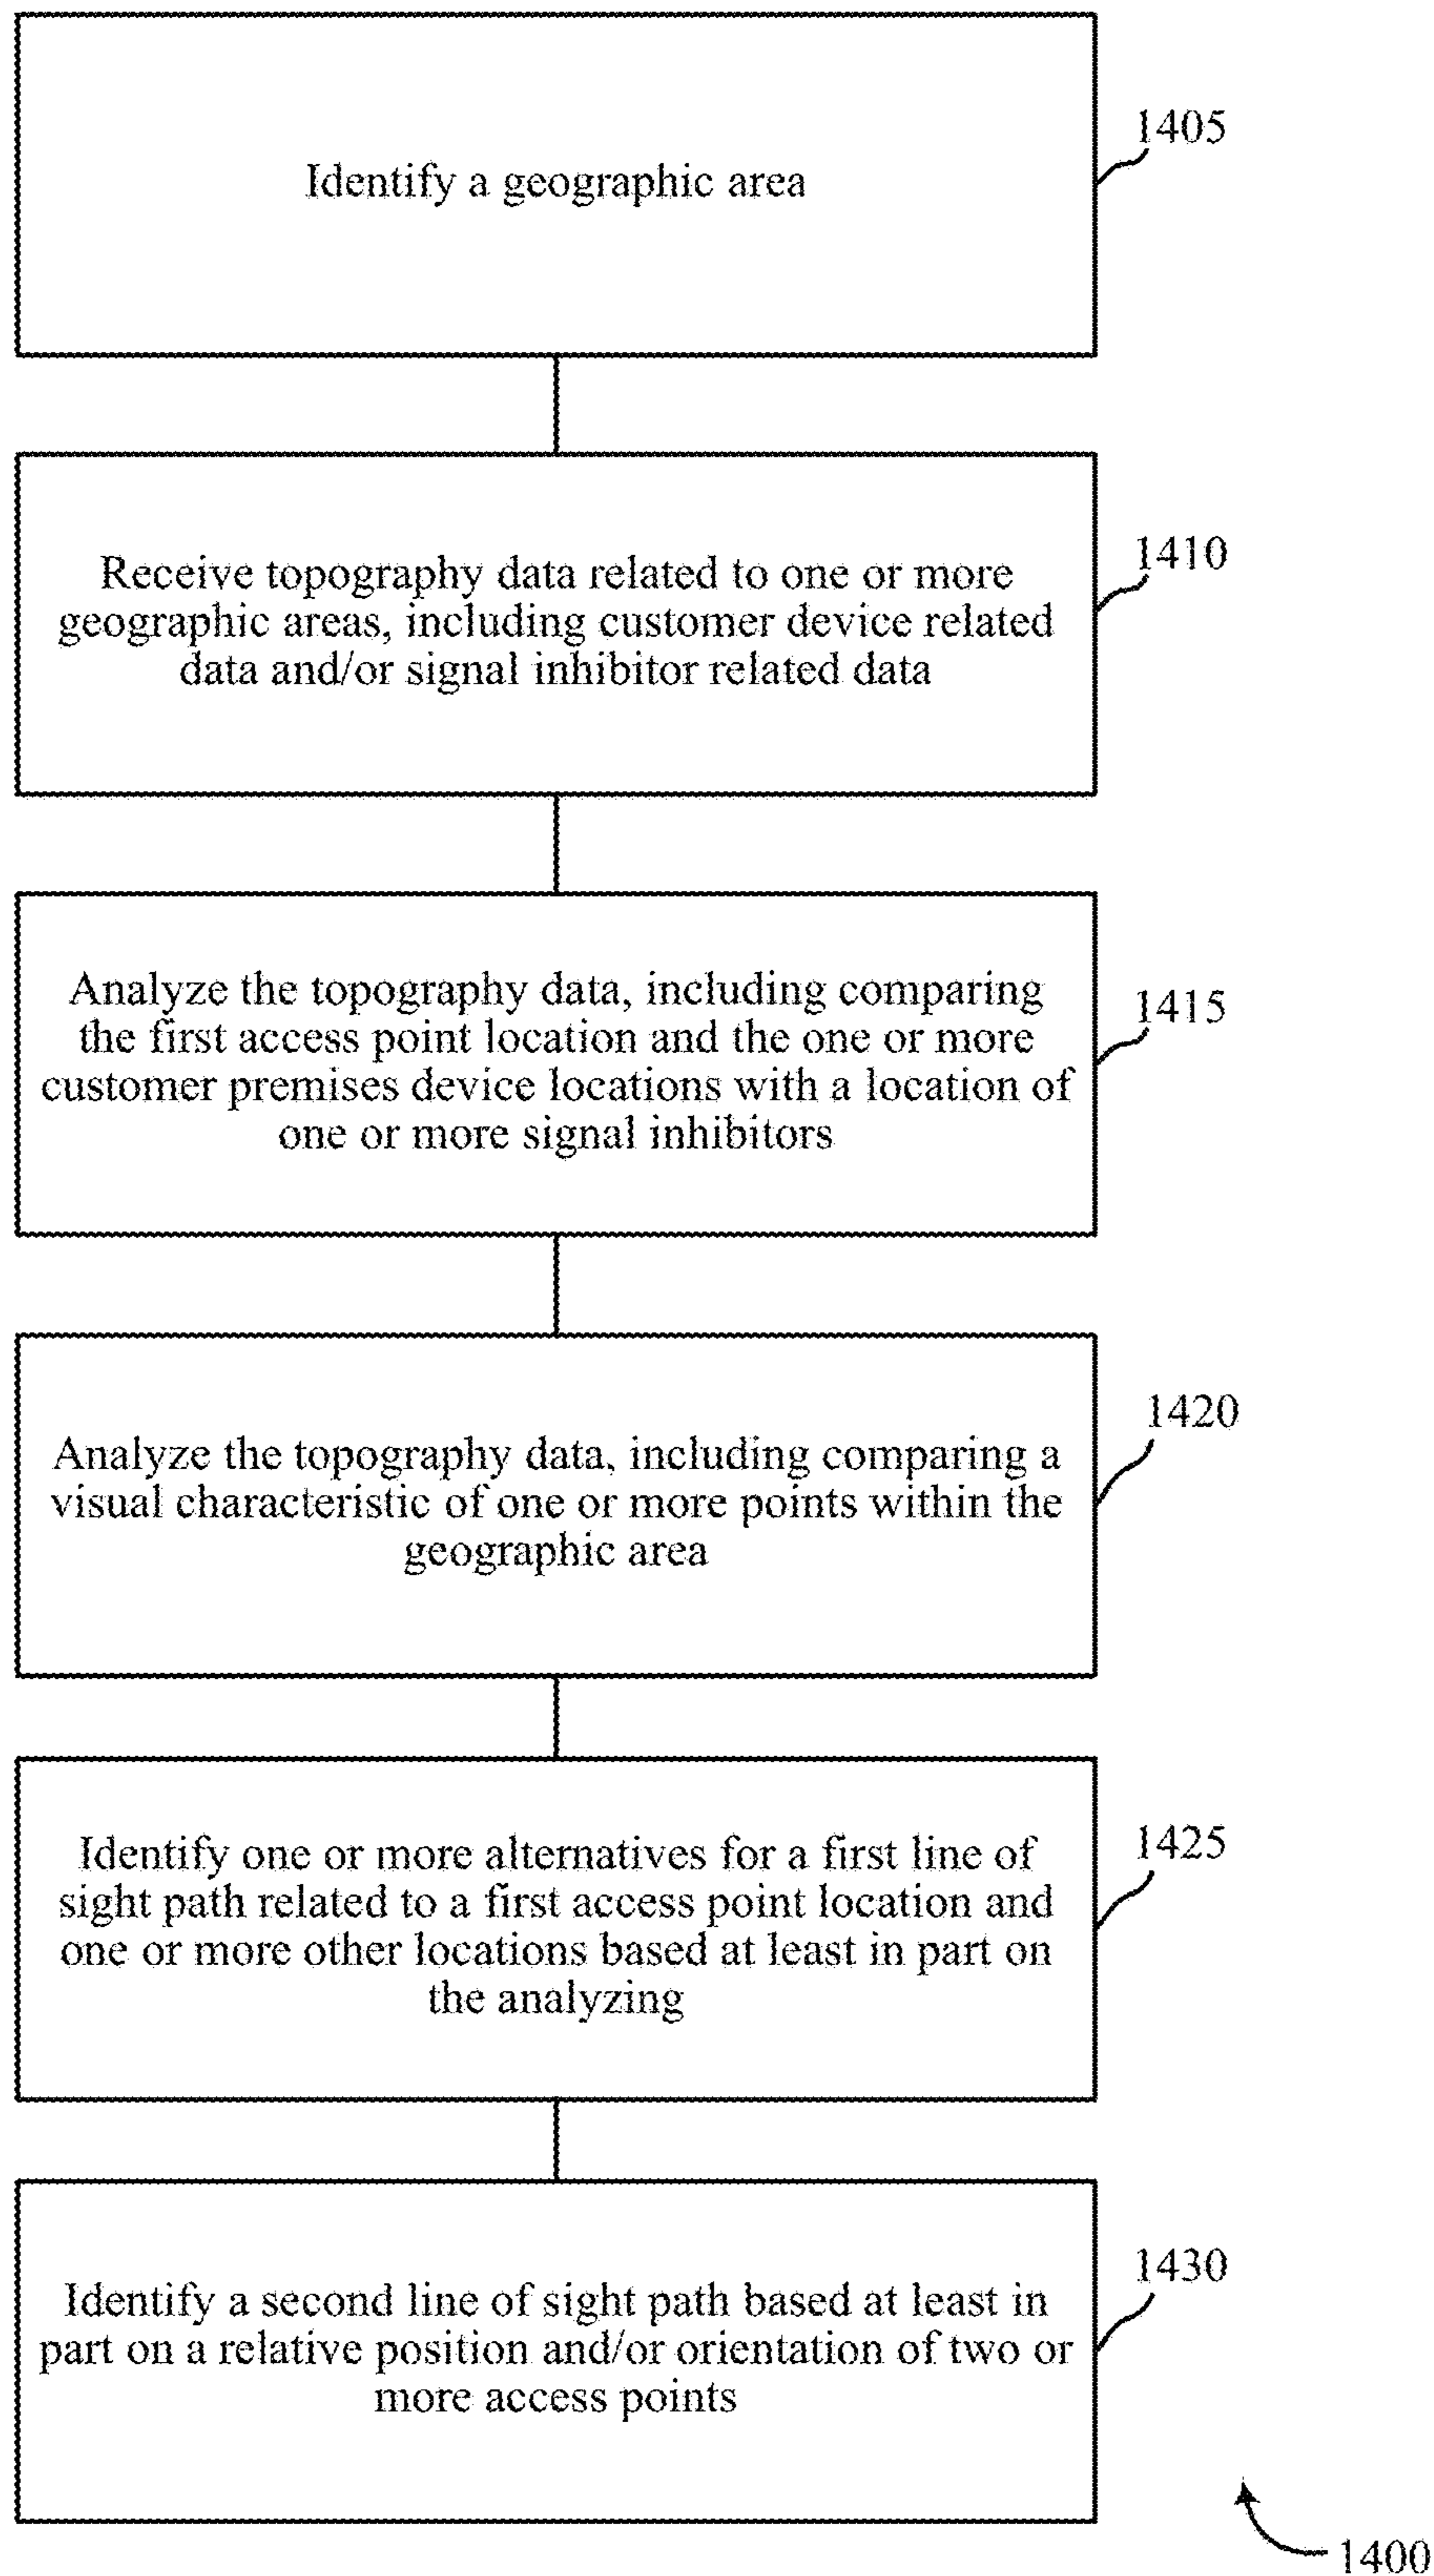 Identify a geographic area
1405
Receive topography data related to one or more
geographic areas, including customer device related
data and/or signal inhibitor related data
1410
Analyze the topography data, including comparing
the first access point location and the one or more
customer premises device locations with a location of
one or more signal inhibitors
1415
Analyze the topography data, including comparing a
visual characteristic of one or more points within the
geographic area
1420
Identify one or more alternatives for a first line of
sight path related to a first access point location and
one or more other locations based at least in part on
the analyzing
1425
Identify a second line of sight path based at least in
part on a relative position and/or orientation of two or
more access points
1430
1400